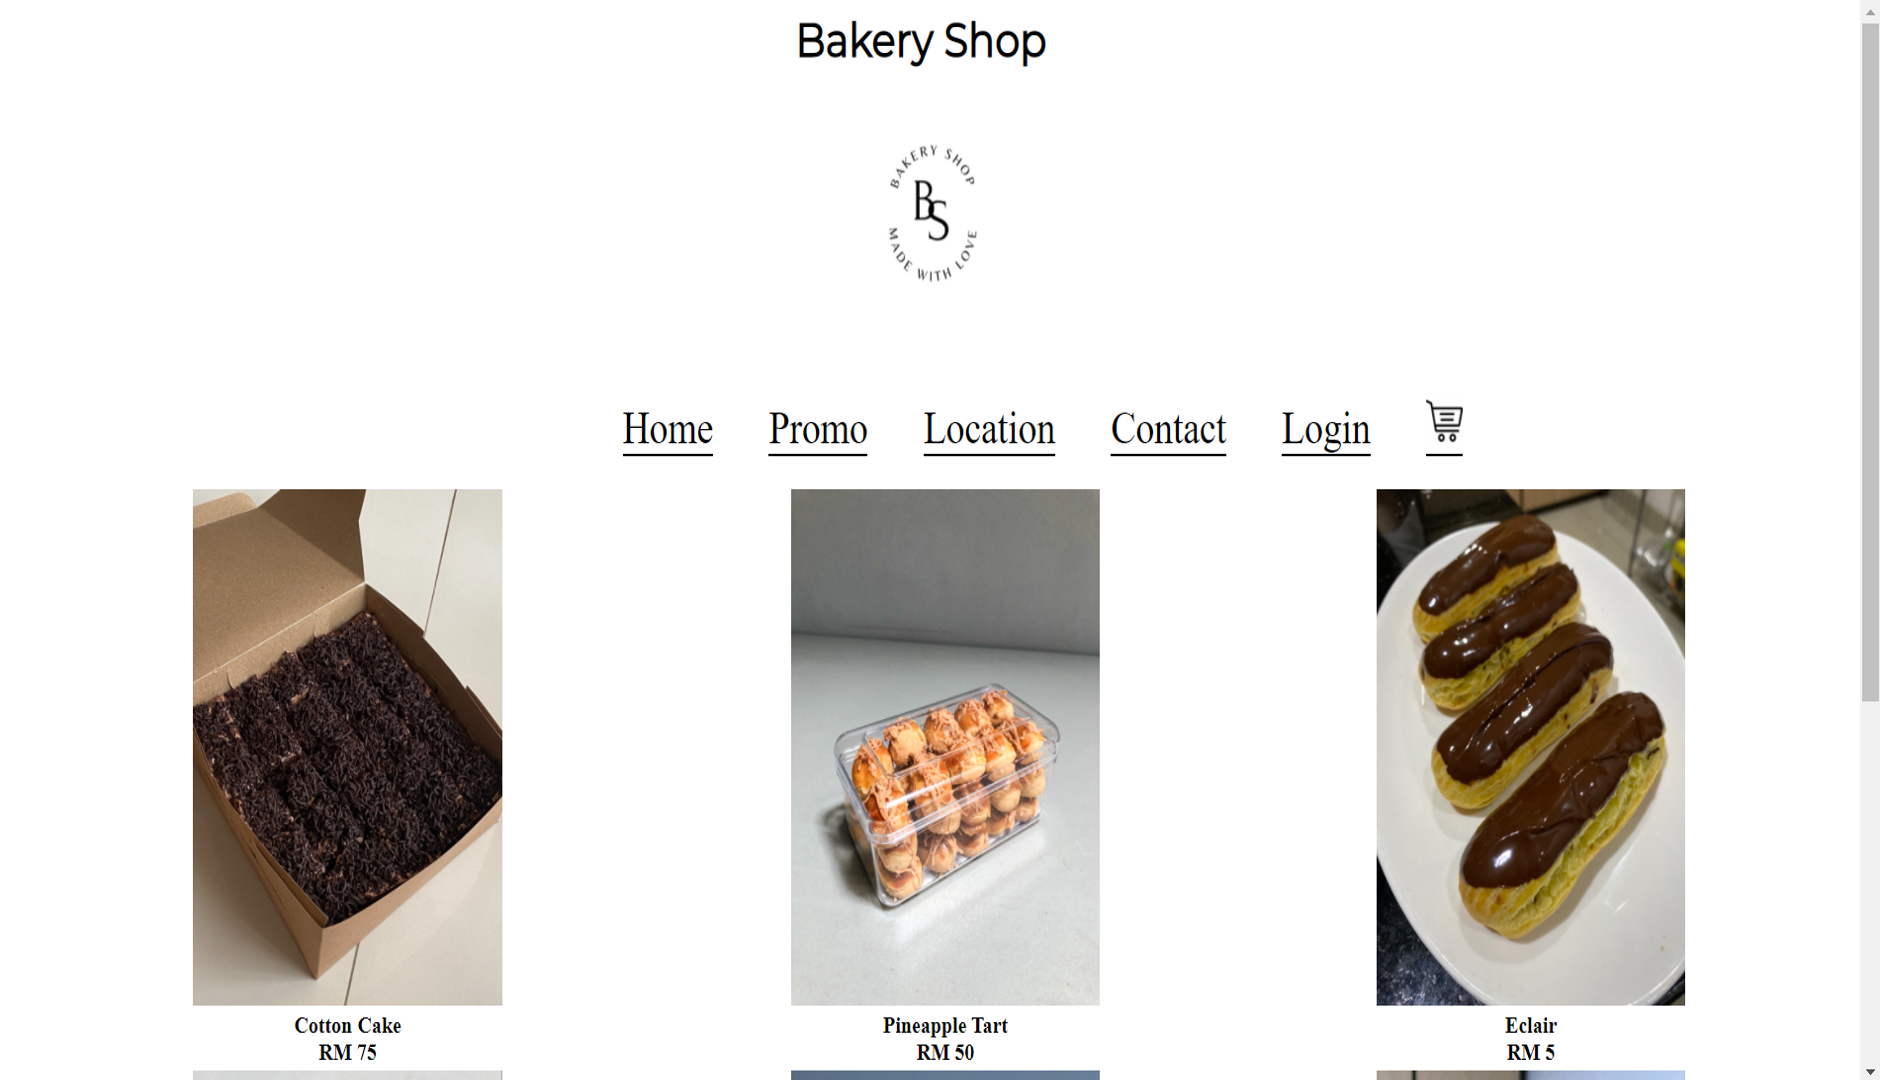 Bakery Shop
BAKERY SHOP
BS
MADE WITH LOVE
Home Promo Location Contact Login
Cotton Cake
RM 75
Pineapple Tart
RM 50
Eclair
RM 5